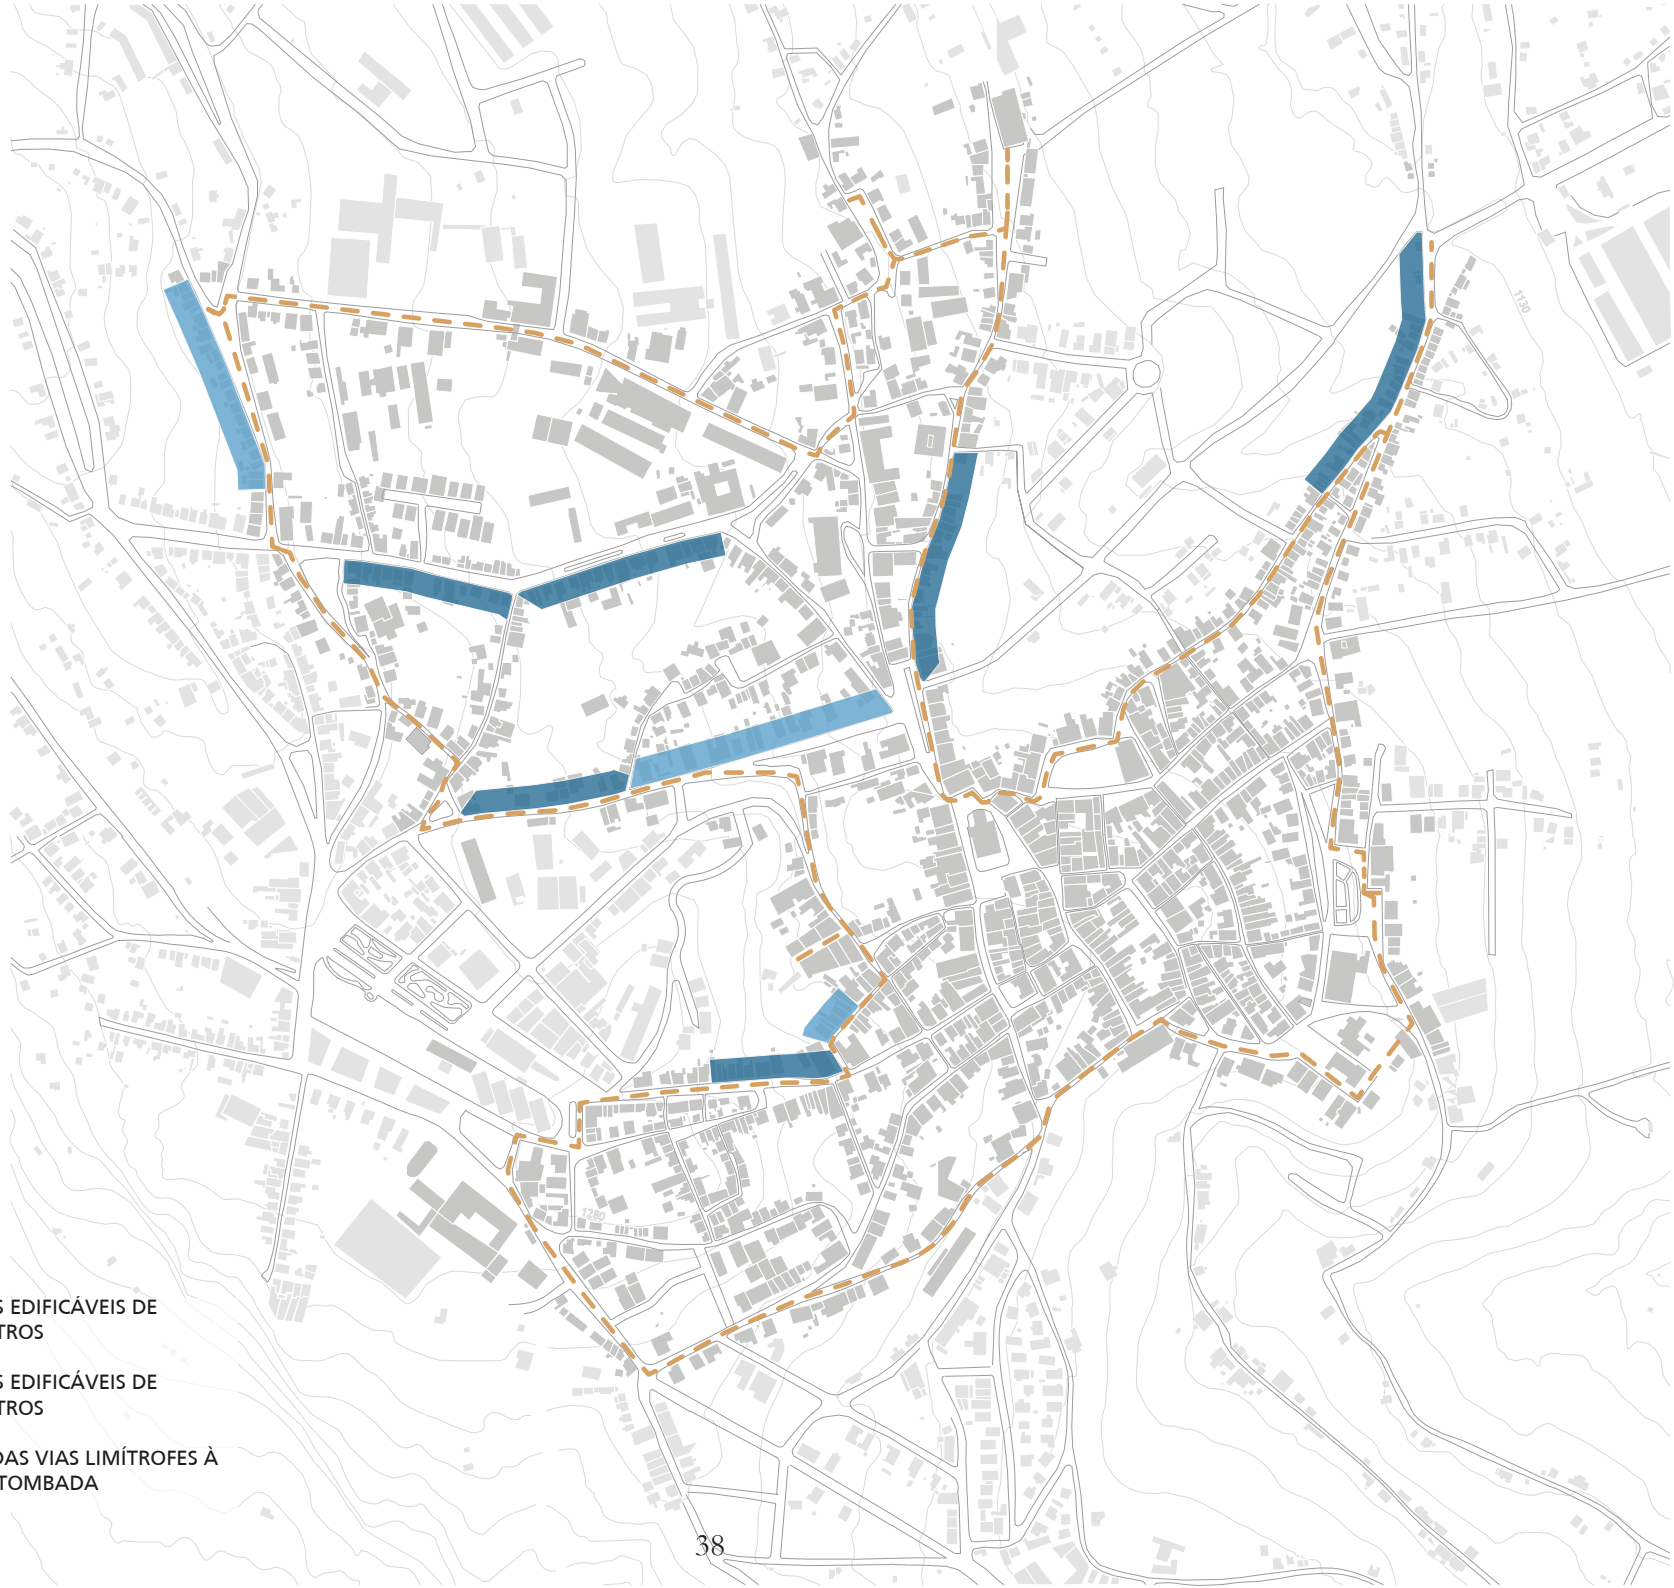 1130
1280
S EDIFICÁVEIS DE
TROS
S EDIFICÁVEIS DE
TROS
DAS VIAS LIMÍTROFES À
TOMBADA
38